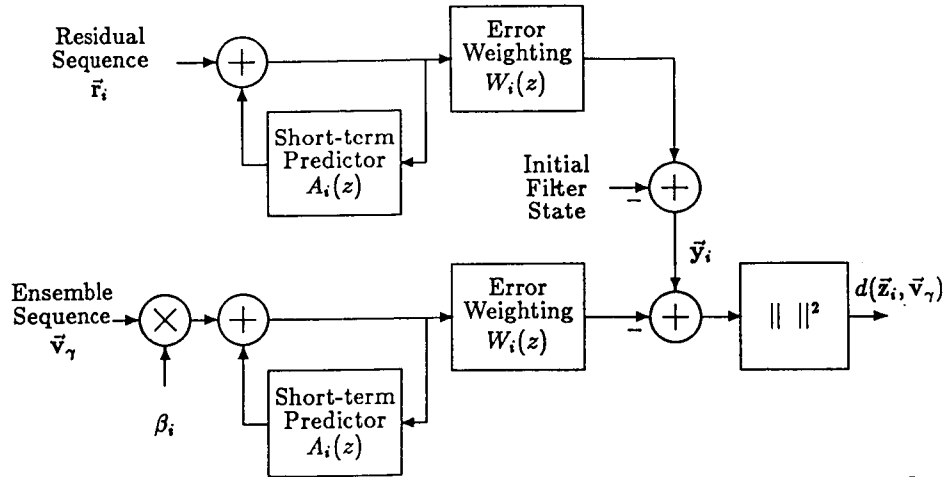 Residual
Sequence
r⃗ᵢ
+
Error
Weighting
Wᵢ(z)
Short-term
Predictor
Aᵢ(z)
Initial
Filter
State
−
+
y⃗ᵢ
Ensemble
Sequence
v⃗ᵧ
×
βᵢ
+
Short-term
Predictor
Aᵢ(z)
Error
Weighting
Wᵢ(z)
−
+
|| ||²
d(z⃗ᵢ, v⃗ᵧ)